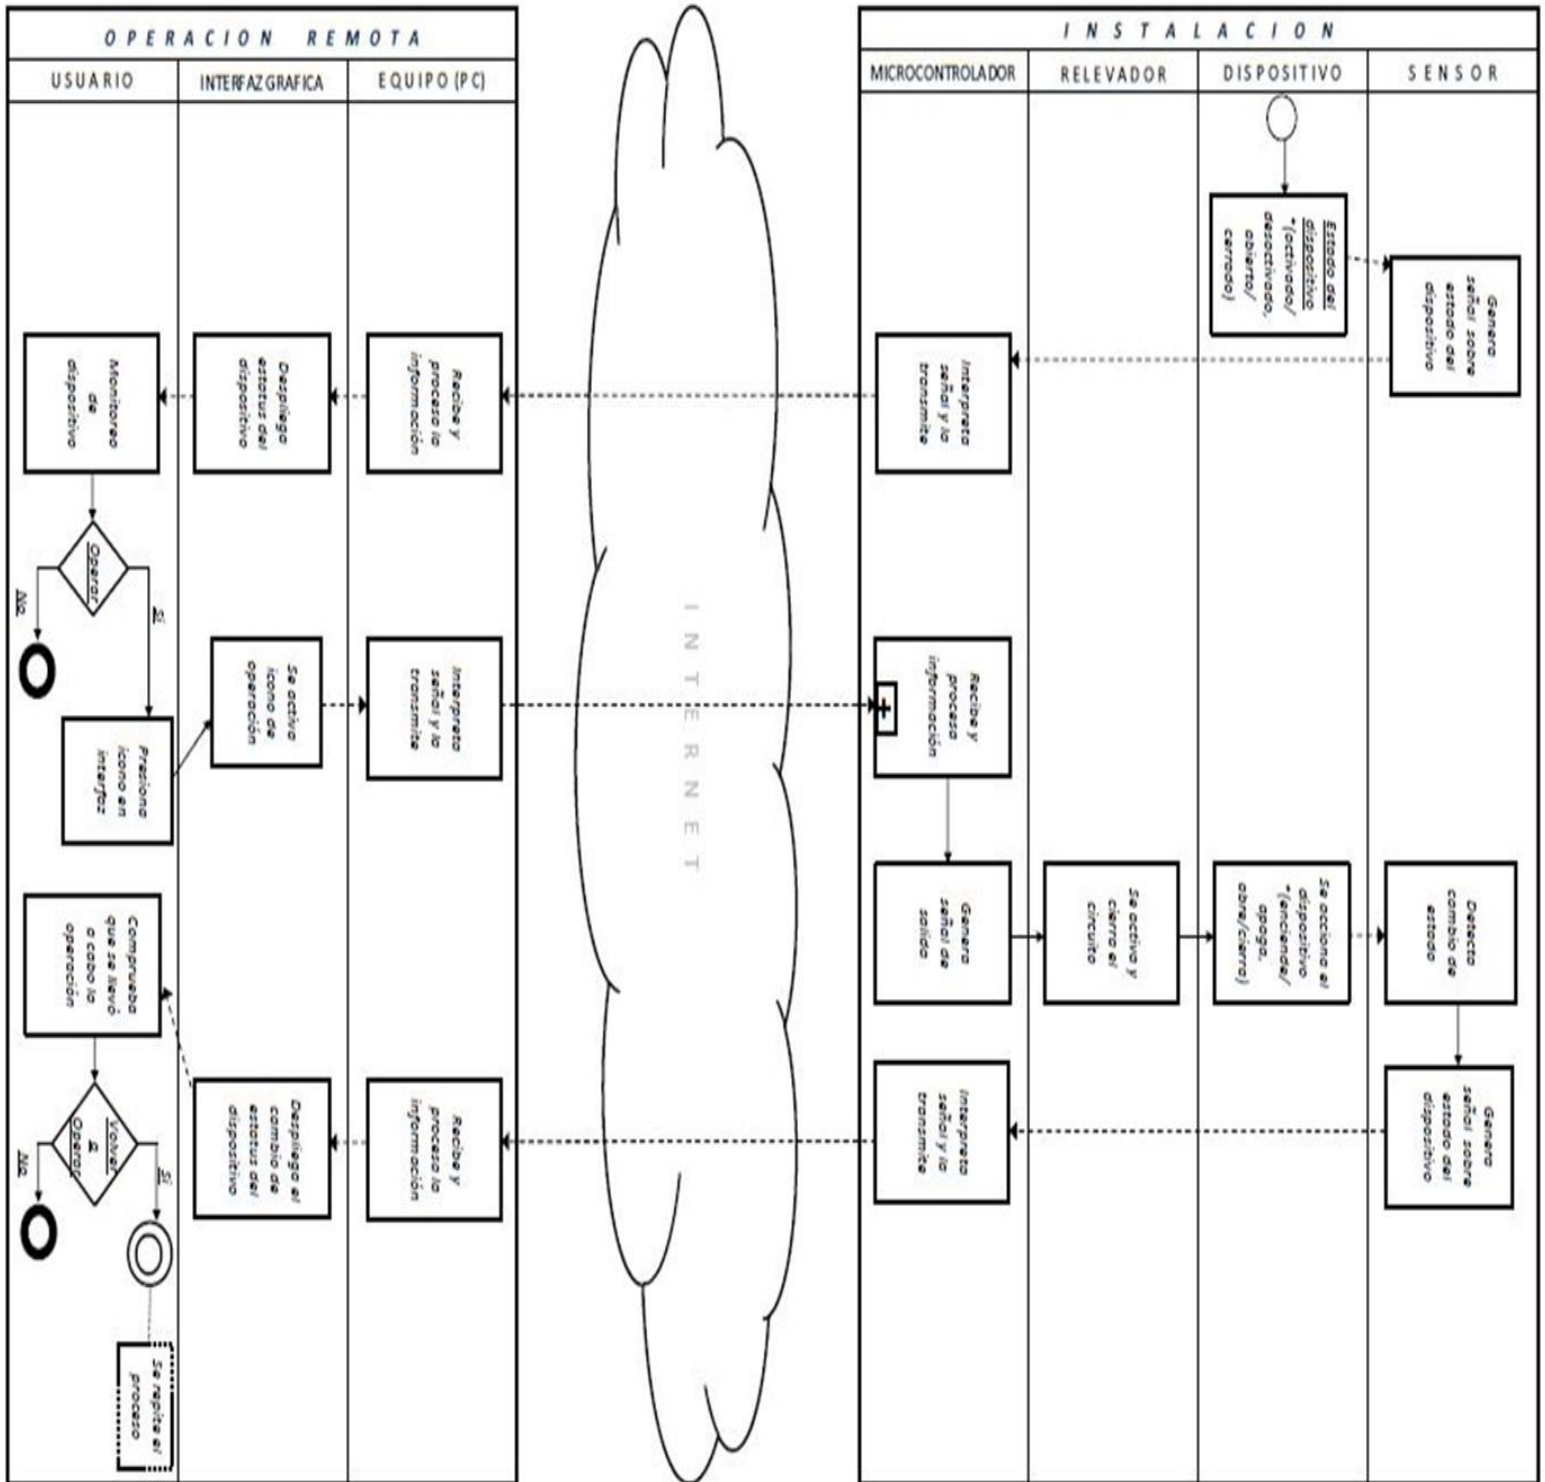 OPERACION REMOTA
USUARIO
INTERFAZ GRAFICA
EQUIPO (PC)
INSTALACION
MICROCONTROLADOR
RELEVADOR
DISPOSITIVO
SENSOR
Estado del
dispositivo
*(activado/
desactivado,
abierto/
cerrado)
Genera
señal sobre
estado del
dispositivo
Interpreta
señal y la
transmite
Recibe y
procesa la
información
Despliega
estatus del
dispositivo
Monitoreo
de
dispositivo
Operar
Si
No
Presiona
icono en
interfaz
Se activa
icono de
operación
Interpreta
señal y la
transmite
INTERNET
Recibe y
procesa
información
+
Genera
señal de
salida
Se activa y
cierra el
circuito
Se acciona el
dispositivo
*(enciende/
apaga,
abre/cierra)
Detecta
cambio de
estado
Genera
señal sobre
estado del
dispositivo
Interpreta
señal y la
transmite
Recibe y
procesa la
información
Despliega el
cambio de
estatus del
dispositivo
Comprueba
que se llevó
a cabo la
operación
Volver
a
Operar
Si
No
Se repite el
proceso